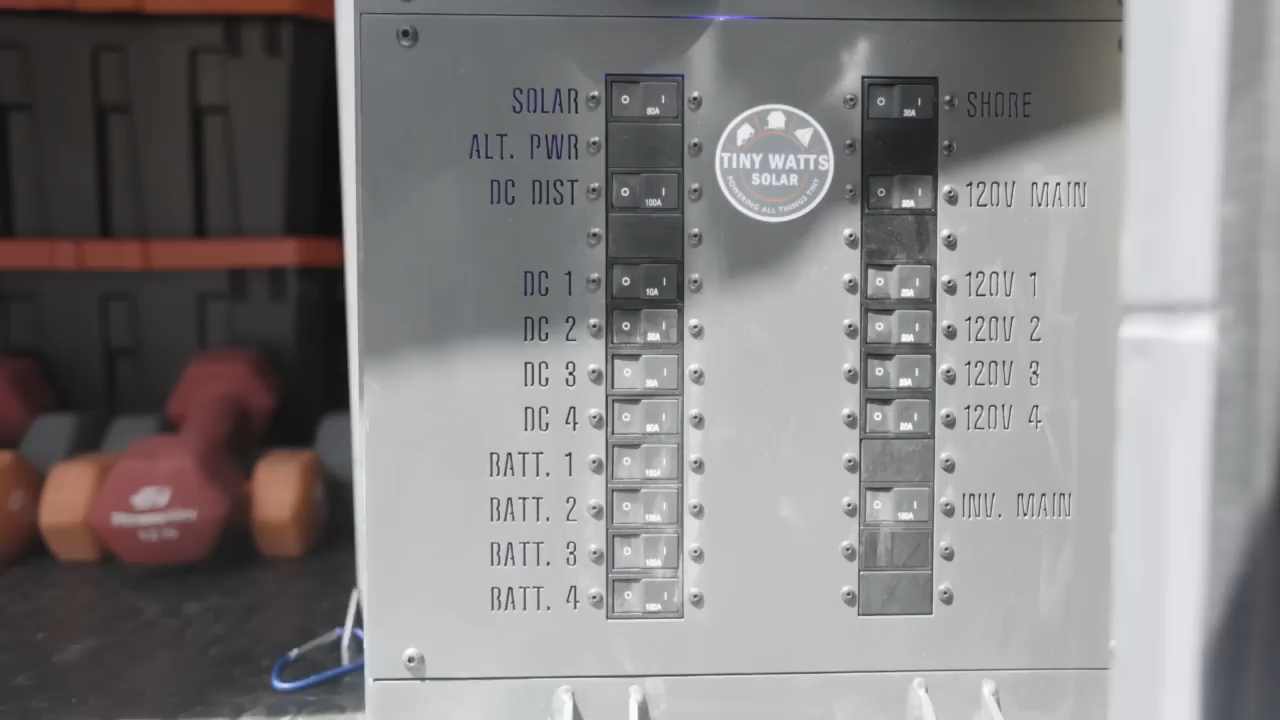 SOLAR
ALT. PWR
DC DIST
DC 1
DC 2
DC 3
DC 4
BATT. 1
BATT. 2
BATT. 3
BATT. 4
100A
10A
TINY WATTS
SOLAR
POWERING ALL THINGS TINY
SHORE
120V MAIN
120V 1
120V 2
120V 3
120V 4
INV. MAIN